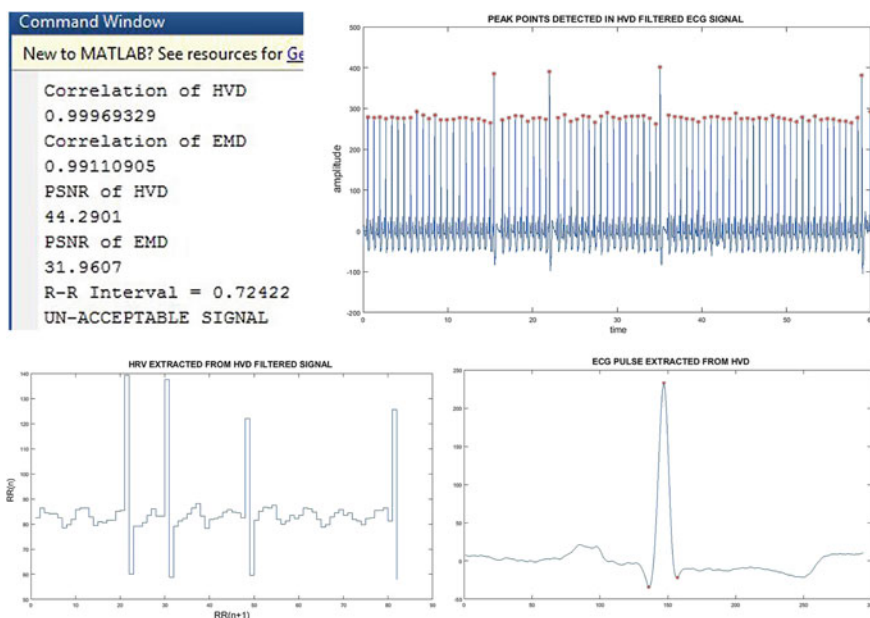 Command Window
New to MATLAB? See resources for Ge
Correlation of HVD
0.99969329
Correlation of EMD
0.99110905
PSNR of HVD
44.2901
PSNR of EMD
31.9607
R-R Interval = 0.72422
UN-ACCEPTABLE SIGNAL
PEAK POINTS DETECTED IN HVD FILTERED ECG SIGNAL
500
400
300
200
100
0
-100
-200
amplitude
0 10 20 30 40 50 60
time
HRV EXTRACTED FROM HVD FILTERED SIGNAL
140
130
120
110
100
90
80
70
60
50
RR(n)
0 10 20 30 40 50 60 70 80 90
RR(n+1)
ECG PULSE EXTRACTED FROM HVD
250
200
150
100
50
0
-50
0 50 100 150 200 250